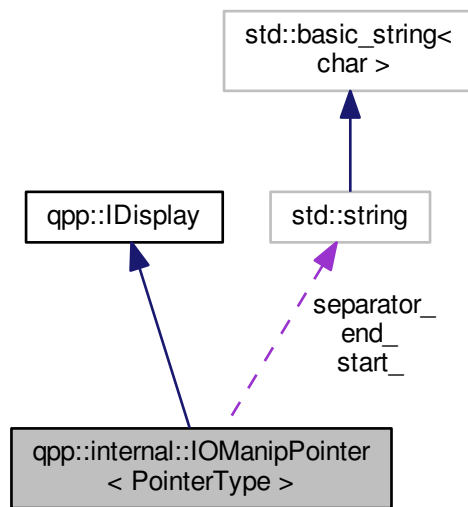 std::basic_string<
char >
qpp::IDisplay
std::string
separator_
end_
start_
qpp::internal::IOManipPointer
< PointerType >